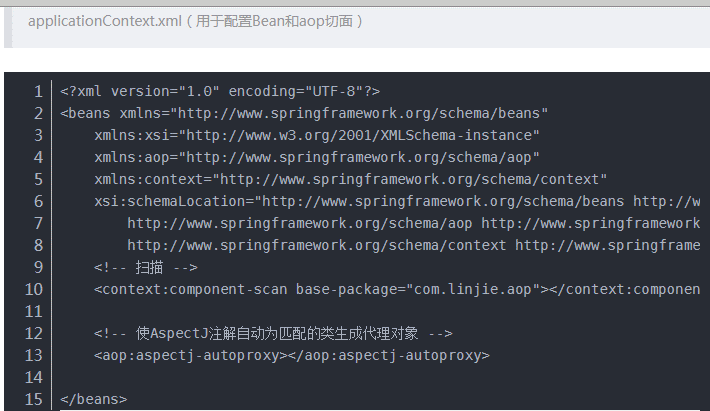 applicationContext.xml（用于配置Bean和aop切面）
1 <?xml version="1.0" encoding="UTF-8"?>
2 <beans xmlns="http://www.springframework.org/schema/beans"
3 xmlns:xsi="http://www.w3.org/2001/XMLSchema-instance"
4 xmlns:aop="http://www.springframework.org/schema/aop"
5 xmlns:context="http://www.springframework.org/schema/context"
6 xsi:schemaLocation="http://www.springframework.org/schema/beans http://w
7 http://www.springframework.org/schema/aop http://www.springframework
8 http://www.springframework.org/schema/context http://www.springframe
9 <!-- 扫描 -->
10 <context:component-scan base-package="com.linjie.aop"></context:componen
11
12 <!-- 使AspectJ注解自动为匹配的类生成代理对象 -->
13 <aop:aspectj-autoproxy></aop:aspectj-autoproxy>
14
15 </beans>